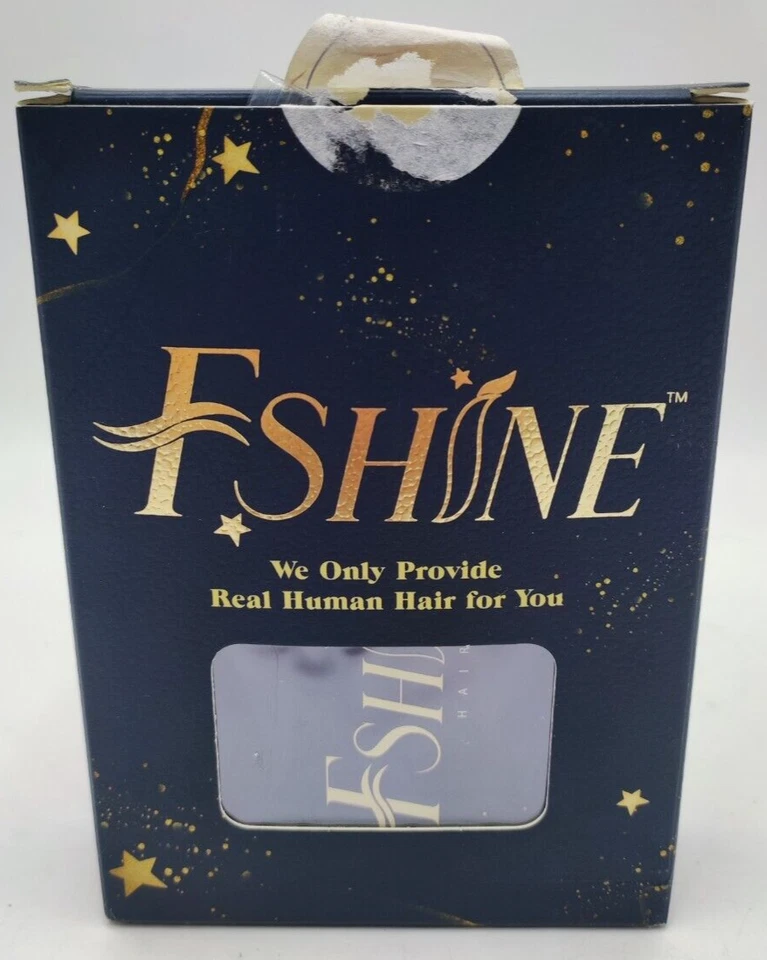 FSHINE™
We Only Provide
Real Human Hair for You
FSH
HAIR